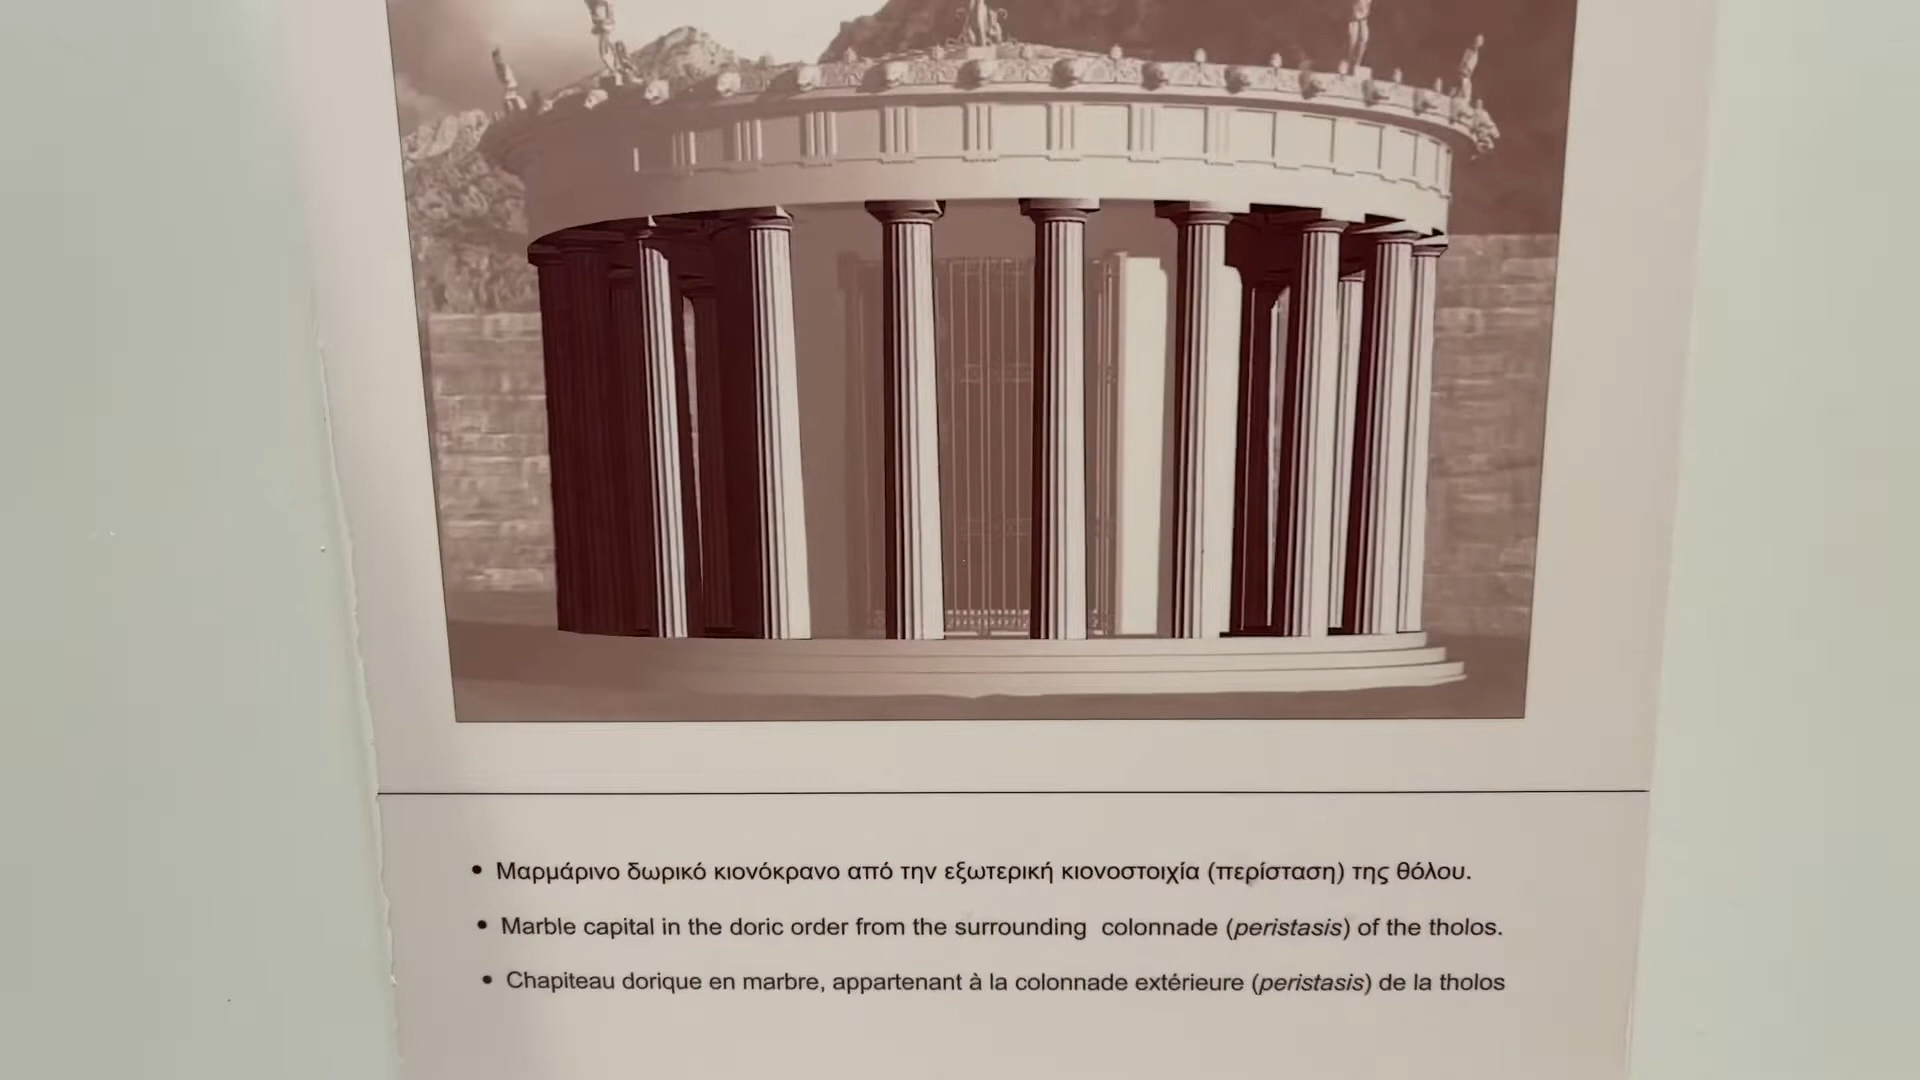 • Μαρμάρινο δωρικό κιονόκρανο από την εξωτερική κιονοστοιχία (περίσταση) της θόλου.
• Marble capital in the doric order from the surrounding colonnade (peristasis) of the tholos.
• Chapiteau dorique en marbre, appartenant à la colonnade extérieure (peristasis) de la tholos